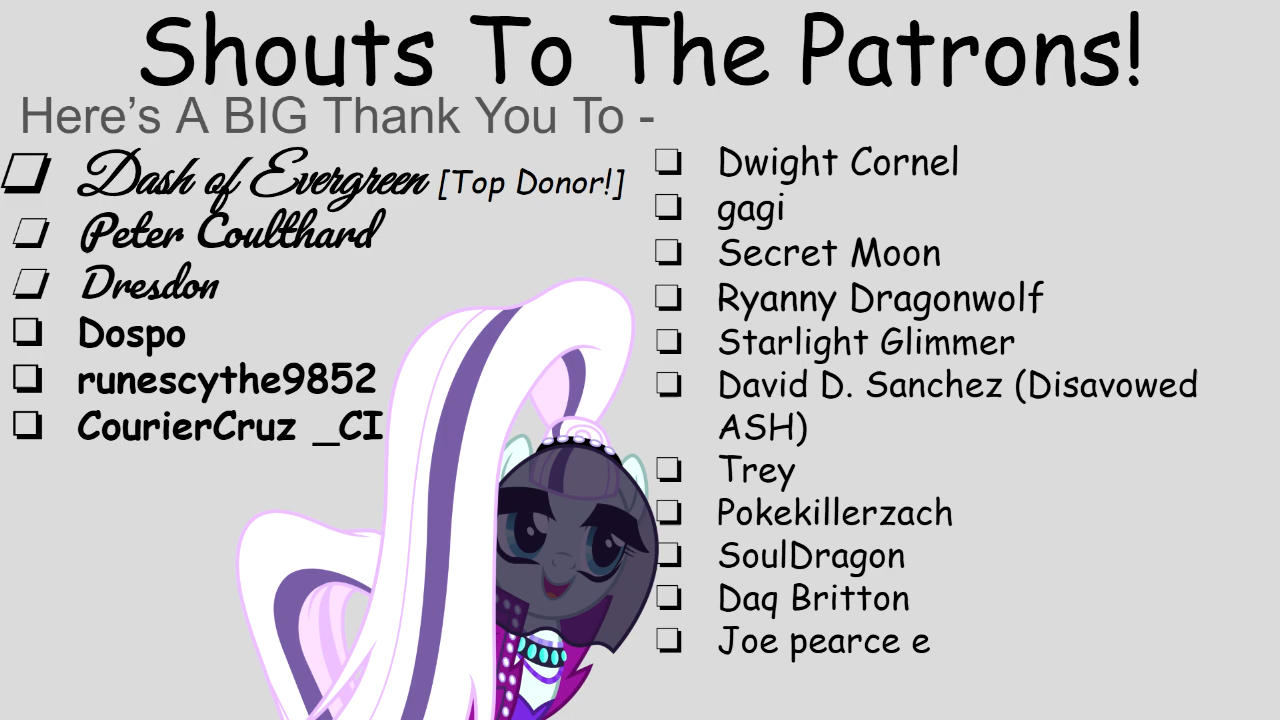 Shouts To The Patrons!
Here's A BIG Thank You To -
Dash of Evergreen [Top Donor!]
Peter Coulthard
Dresdon
Dospo
runescythe9852
CourierCruz _CI
Dwight Cornel
gagi
Secret Moon
Ryanny Dragonwolf
Starlight Glimmer
David D. Sanchez (Disavowed
ASH)
Trey
Pokekillerzach
SoulDragon
Daq Britton
Joe pearce e